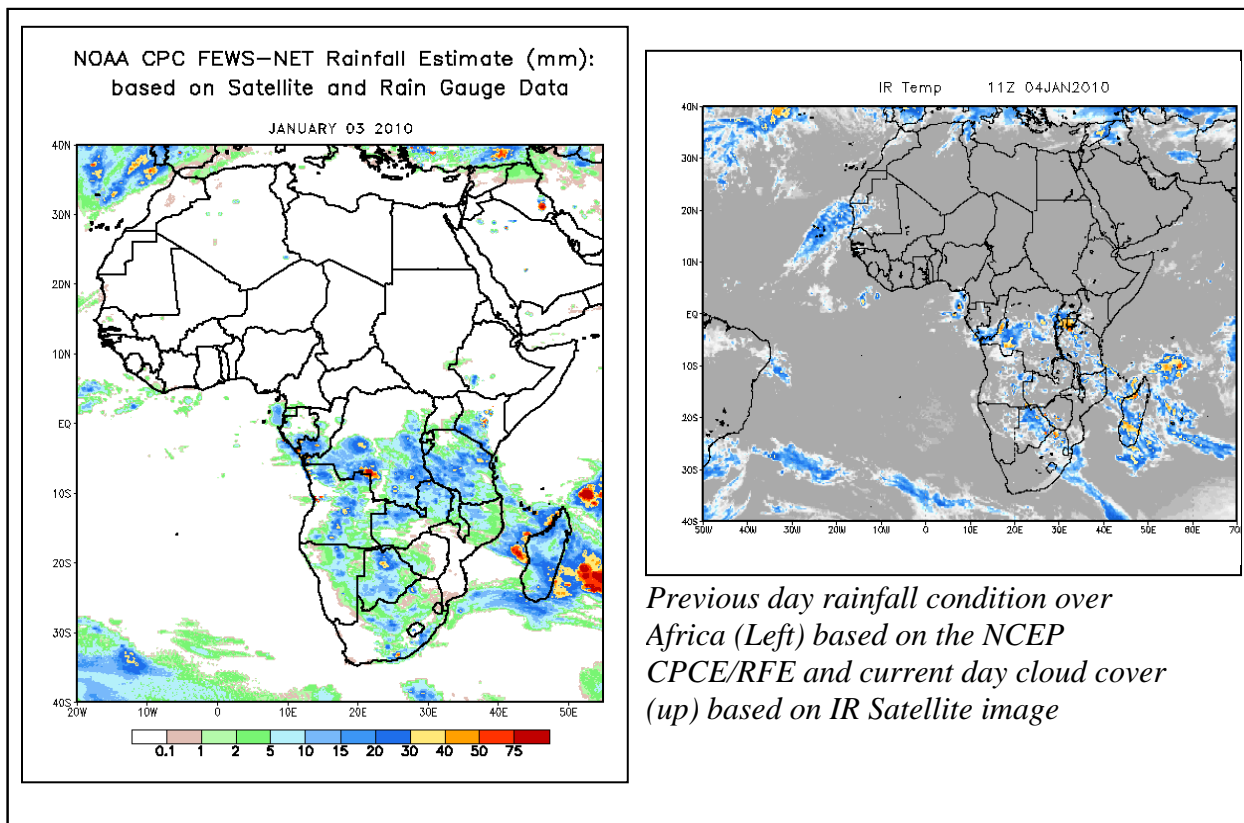 NOAA CPC FEWS-NET Rainfall Estimate (mm):
based on Satellite and Rain Gauge Data
JANUARY 03 2010
40N
30N
20N
10N
EQ
10S
20S
30S
40S
20W 10W 0 10E 20E 30E 40E 50E
0.1 1 2 5 10 15 20 30 40 50 75
IR Temp 11Z 04JAN2010
40N
30N
20N
10N
EQ
10S
20S
30S
40S
50W 40W 30W 20W 10W 0 10E 20E 30E 40E 50E 60E 70E
Previous day rainfall condition over
Africa (Left) based on the NCEP
CPCE/RFE and current day cloud cover
(up) based on IR Satellite image